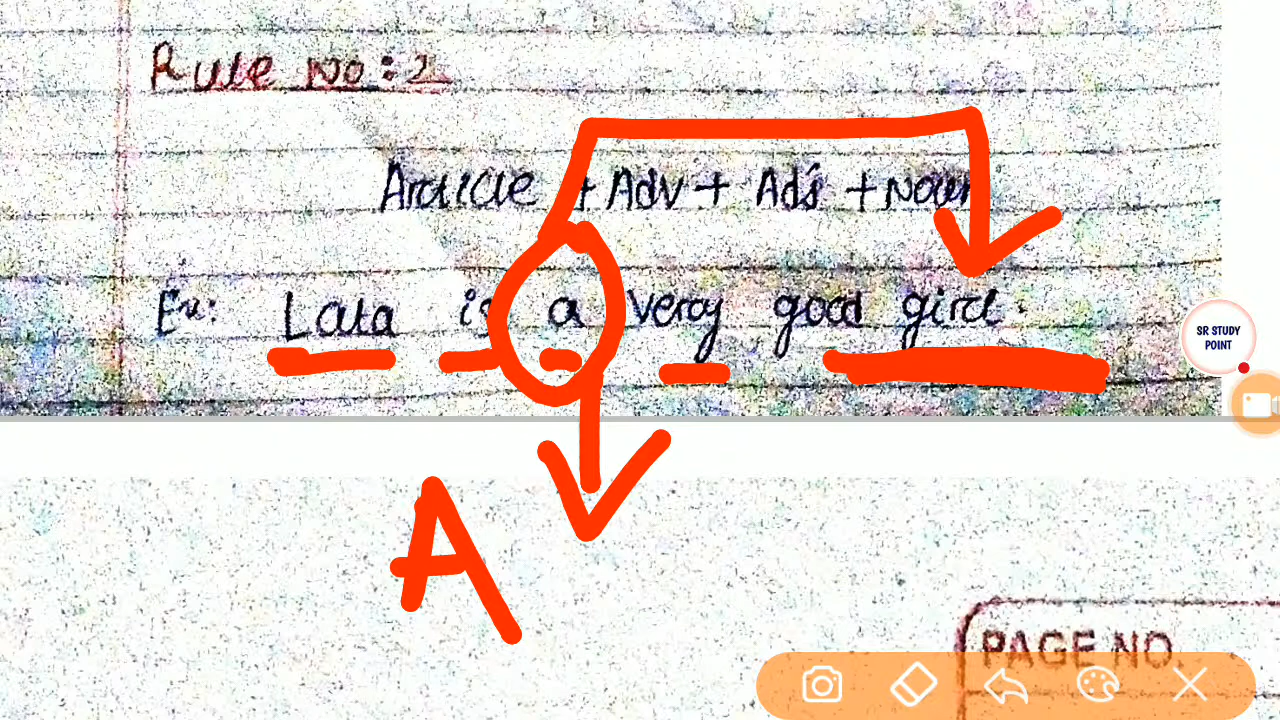 Rule No:2
Article + Adv + Adj + Noun
Ex: Lata is a very good girl.
SR STUDY
POINT
A
PAGE NO.